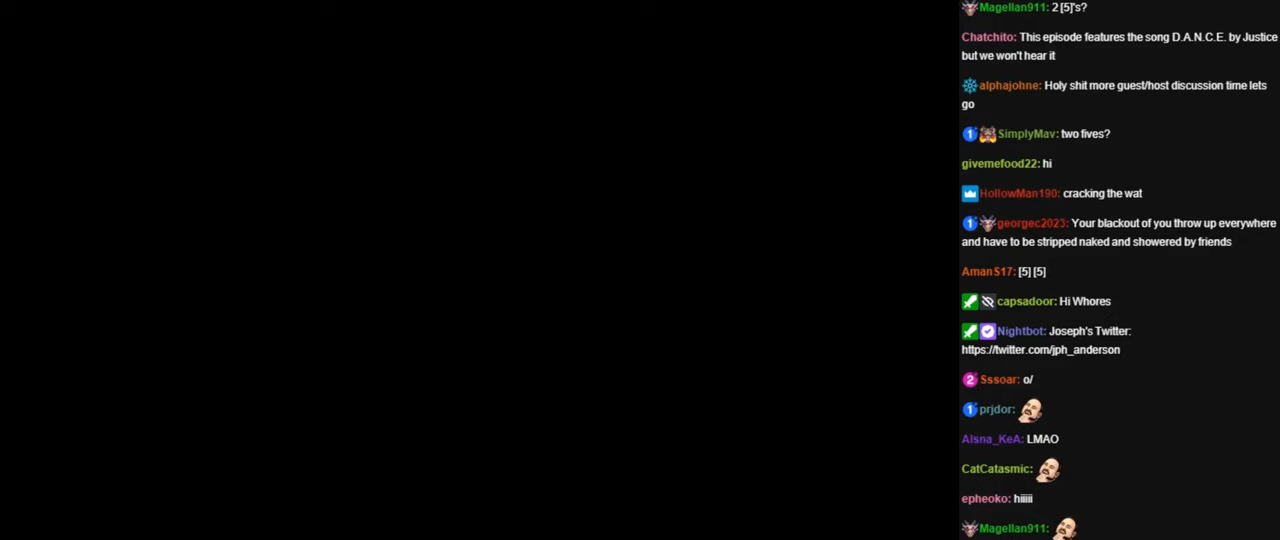 Magellan911: 2 [5]'s?
Chatchito: This episode features the song D.A.N.C.E. by Justice
but we won't hear it
alphajohne: Holy shit more guest/host discussion time lets
go
SimplyMav: two fives?
givemefood22: hi
HollowMan190: cracking the wat
georgec2023: Your blackout of you throw up everywhere
and have to be stripped naked and showered by friends
AmanS17: [5] [5]
capsadoor: Hi Whores
Nightbot: Joseph's Twitter:
https://twitter.com/jph_anderson
Sssoar: o/
prjdor:
Alsna_KeA: LMAO
CatCatasmic:
epheoko: hiiiii
Magellan911: